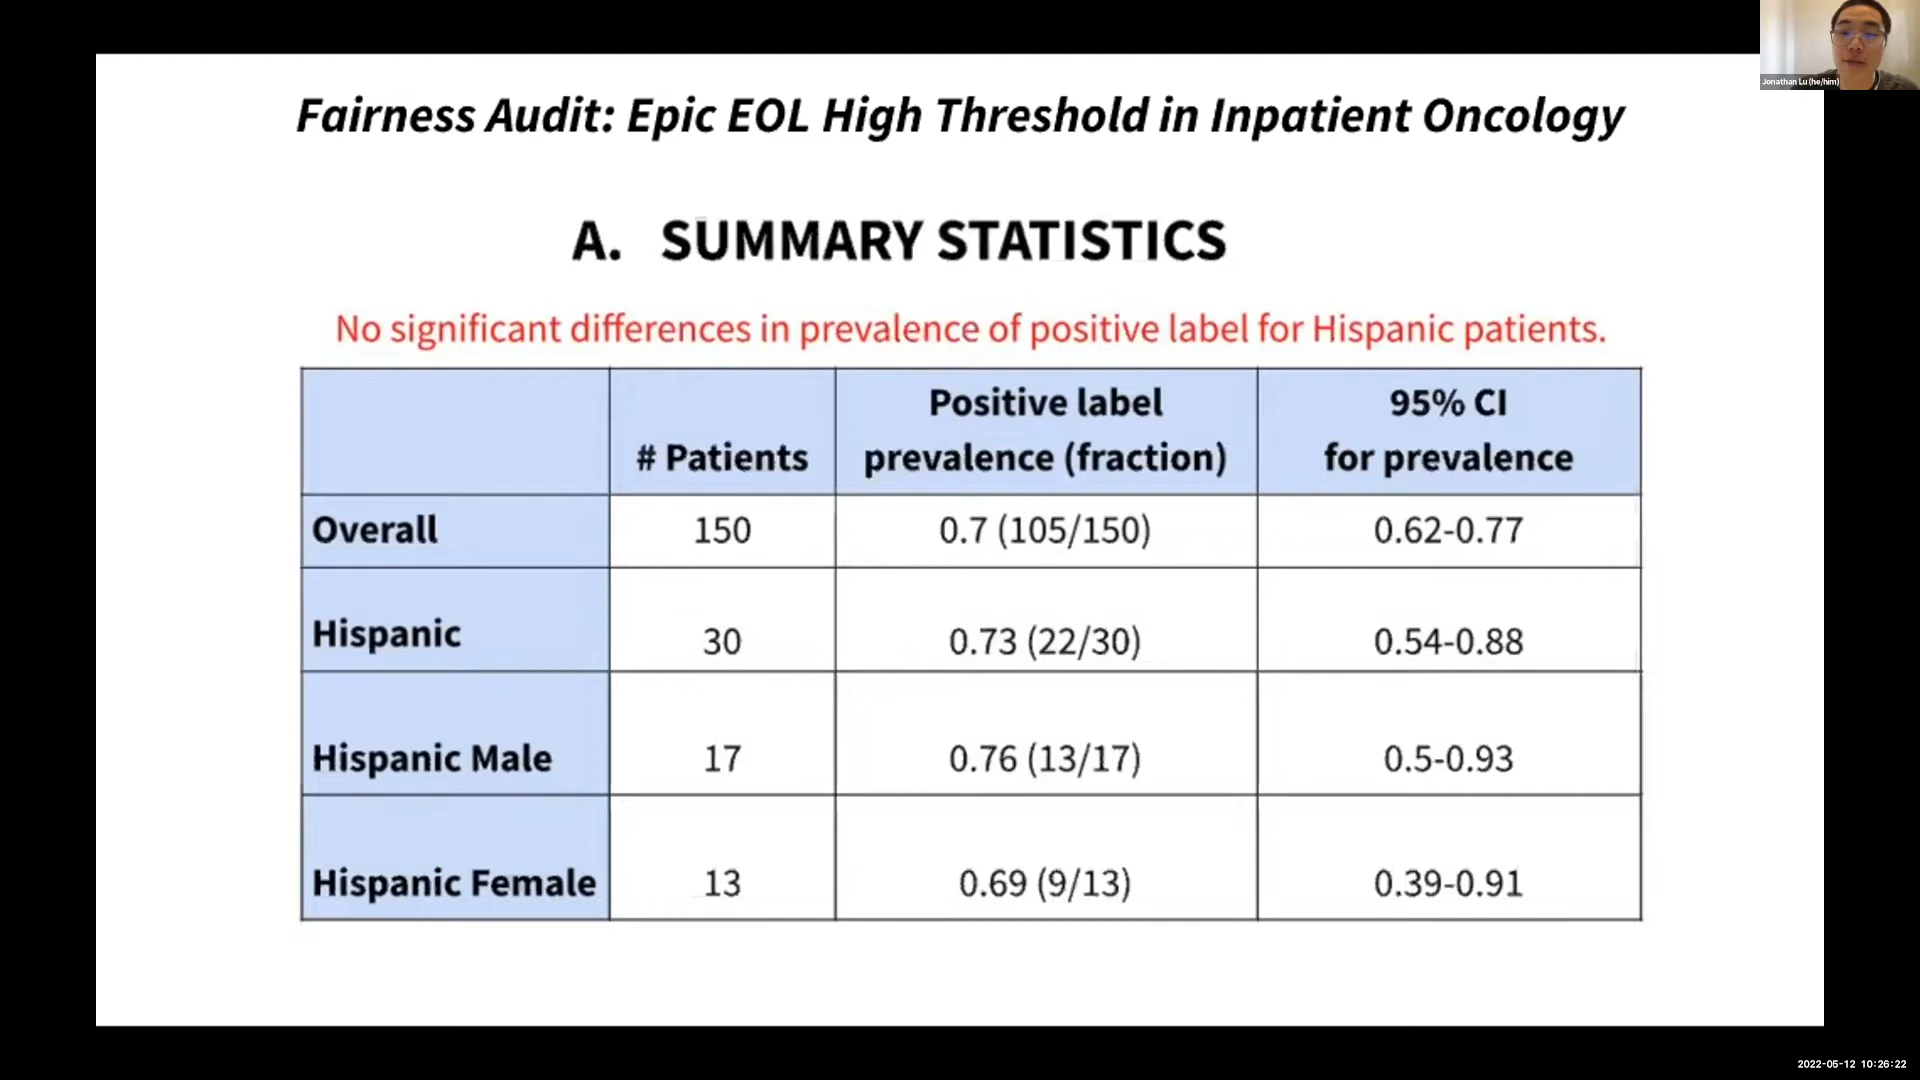 Jonathan Lu (he/him)
Fairness Audit: Epic EOL High Threshold in Inpatient Oncology
A. SUMMARY STATISTICS
No significant differences in prevalence of positive label for Hispanic patients.
# Patients
Positive label
prevalence (fraction)
95% CI
for prevalence
Overall 150 0.7 (105/150) 0.62-0.77
Hispanic 30 0.73 (22/30) 0.54-0.88
Hispanic Male 17 0.76 (13/17) 0.5-0.93
Hispanic Female 13 0.69 (9/13) 0.39-0.91
2022-05-12 10:26:22